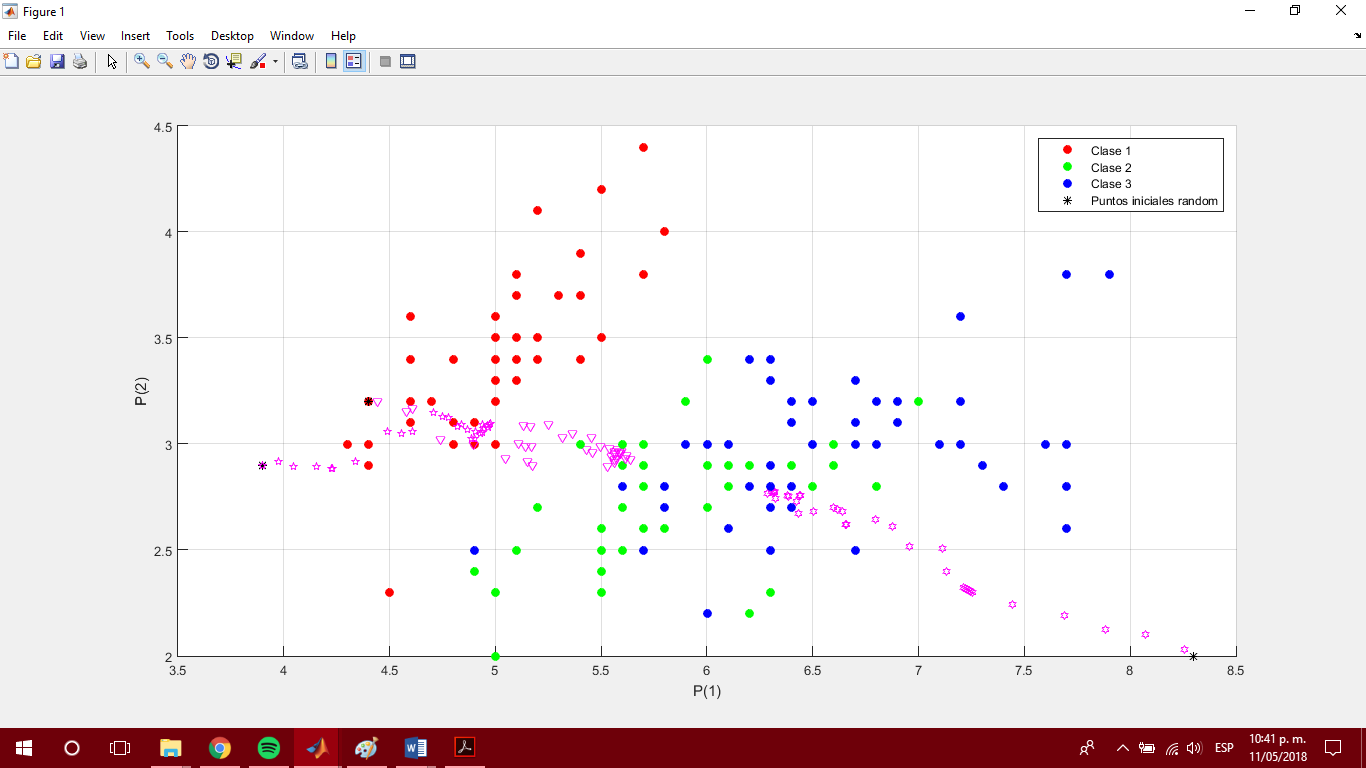 Figure 1
File Edit View Insert Tools Desktop Window Help
4.5
4
3.5
3
2.5
2
P(2)
Clase 1
Clase 2
Clase 3
Puntos iniciales random
3.5 4 4.5 5 5.5 6 6.5 7 7.5 8 8.5
P(1)
ESP
10:41 p. m.
11/05/2018